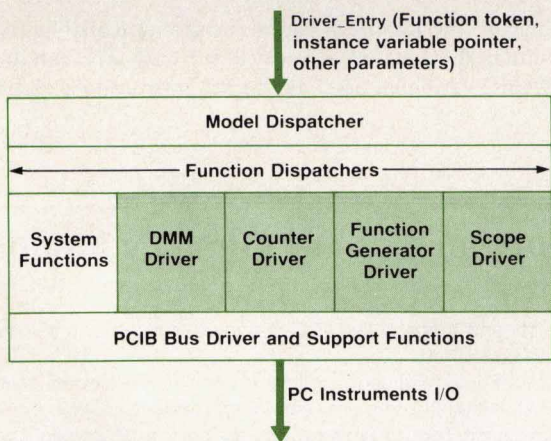 Driver_Entry (Function token,
instance variable pointer,
other parameters)
Model Dispatcher
Function Dispatchers
System
Functions
DMM
Driver
Counter
Driver
Function
Generator
Driver
Scope
Driver
PCIB Bus Driver and Support Functions
PC Instruments I/O